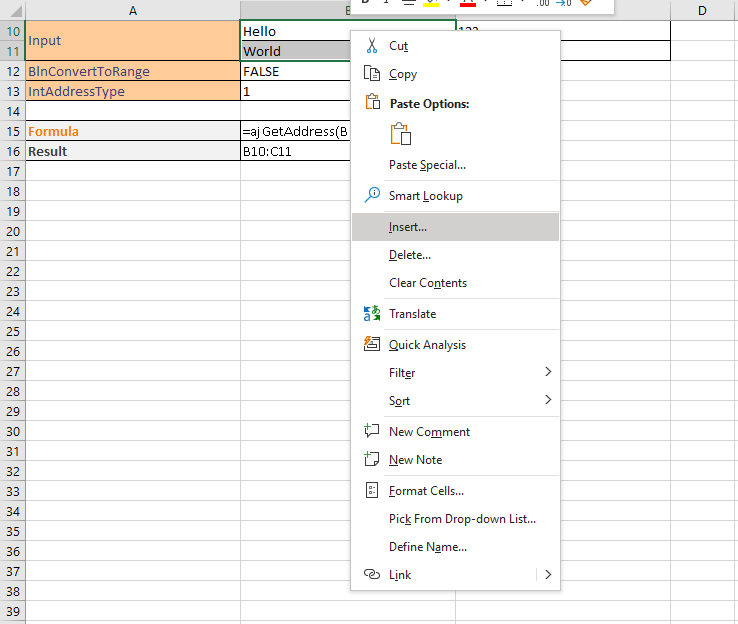 A
D
10 Hello
Input
11 World
12 BlnConvertToRange FALSE
13 IntAddressType 1
14
15 Formula =ajGetAddress(B
16 Result B10:C11
17
18
19
20
21
22
23
24
25
26
27
28
29
30
31
32
33
34
35
36
37
38
39
.00
Cut
Copy
Paste Options:
Paste Special...
Smart Lookup
Insert...
Delete...
Clear Contents
Translate
Quick Analysis
Filter
Sort
New Comment
New Note
Format Cells...
Pick From Drop-down List...
Define Name...
Link